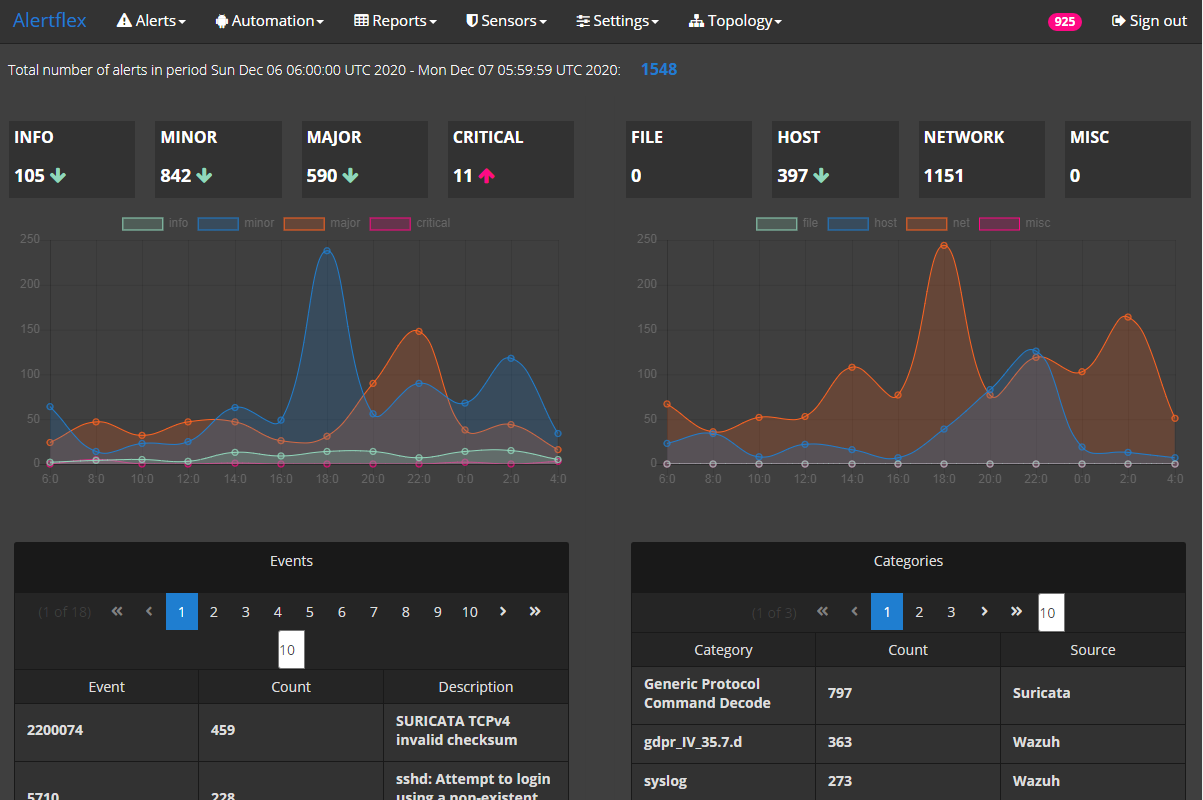 Alertflex Alerts Automation Reports Sensors Settings Topology 925 Sign out
Total number of alerts in period Sun Dec 06 06:00:00 UTC 2020 - Mon Dec 07 05:59:59 UTC 2020: 1548
INFO MINOR MAJOR CRITICAL FILE HOST NETWORK MISC
105 842 590 11 0 397 1151 0
info minor major critical
250
200
150
100
50
0
6:0 8:0 10:0 12:0 14:0 16:0 18:0 20:0 22:0 0:0 2:0 4:0
file host net misc
250
200
150
100
50
0
6:0 8:0 10:0 12:0 14:0 16:0 18:0 20:0 22:0 0:0 2:0 4:0
Events
(1 of 18) 1 2 3 4 5 6 7 8 9 10
10
Event Count Description
2200074 459 SURICATA TCPv4
invalid checksum
5710 228 sshd: Attempt to login
using a non-existent
Categories
(1 of 3) 1 2 3 10
Category Count Source
Generic Protocol
Command Decode 797 Suricata
gdpr_IV_35.7.d 363 Wazuh
syslog 273 Wazuh